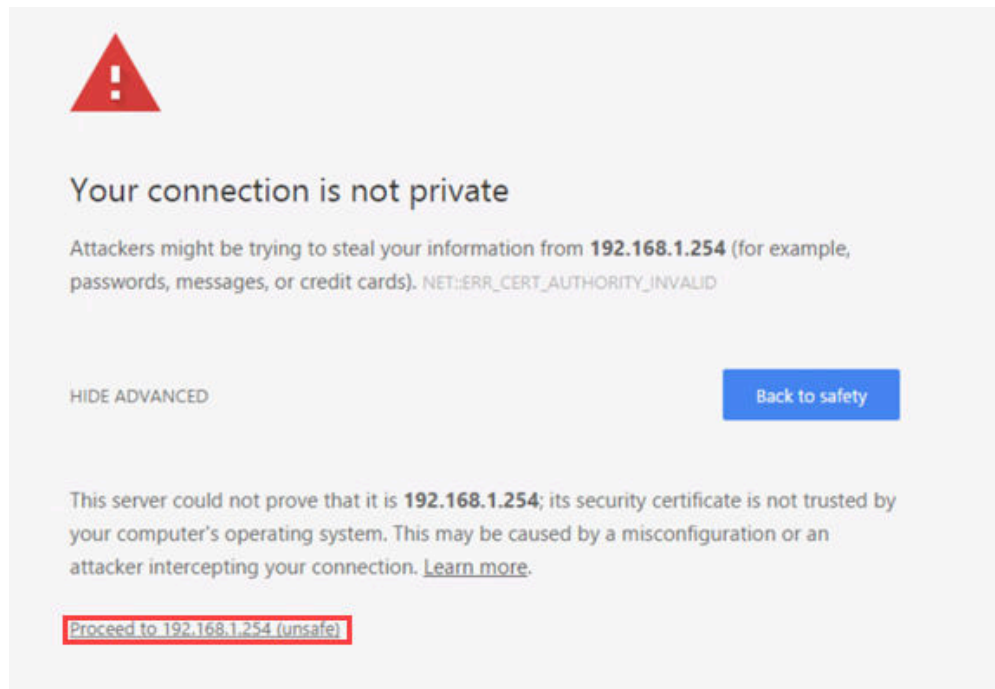 Your connection is not private
Attackers might be trying to steal your information from 192.168.1.254 (for example,
passwords, messages, or credit cards). NET::ERR_CERT_AUTHORITY_INVALID
HIDE ADVANCED
Back to safety
This server could not prove that it is 192.168.1.254; its security certificate is not trusted by
your computer's operating system. This may be caused by a misconfiguration or an
attacker intercepting your connection. Learn more.
Proceed to 192.168.1.254 (unsafe)